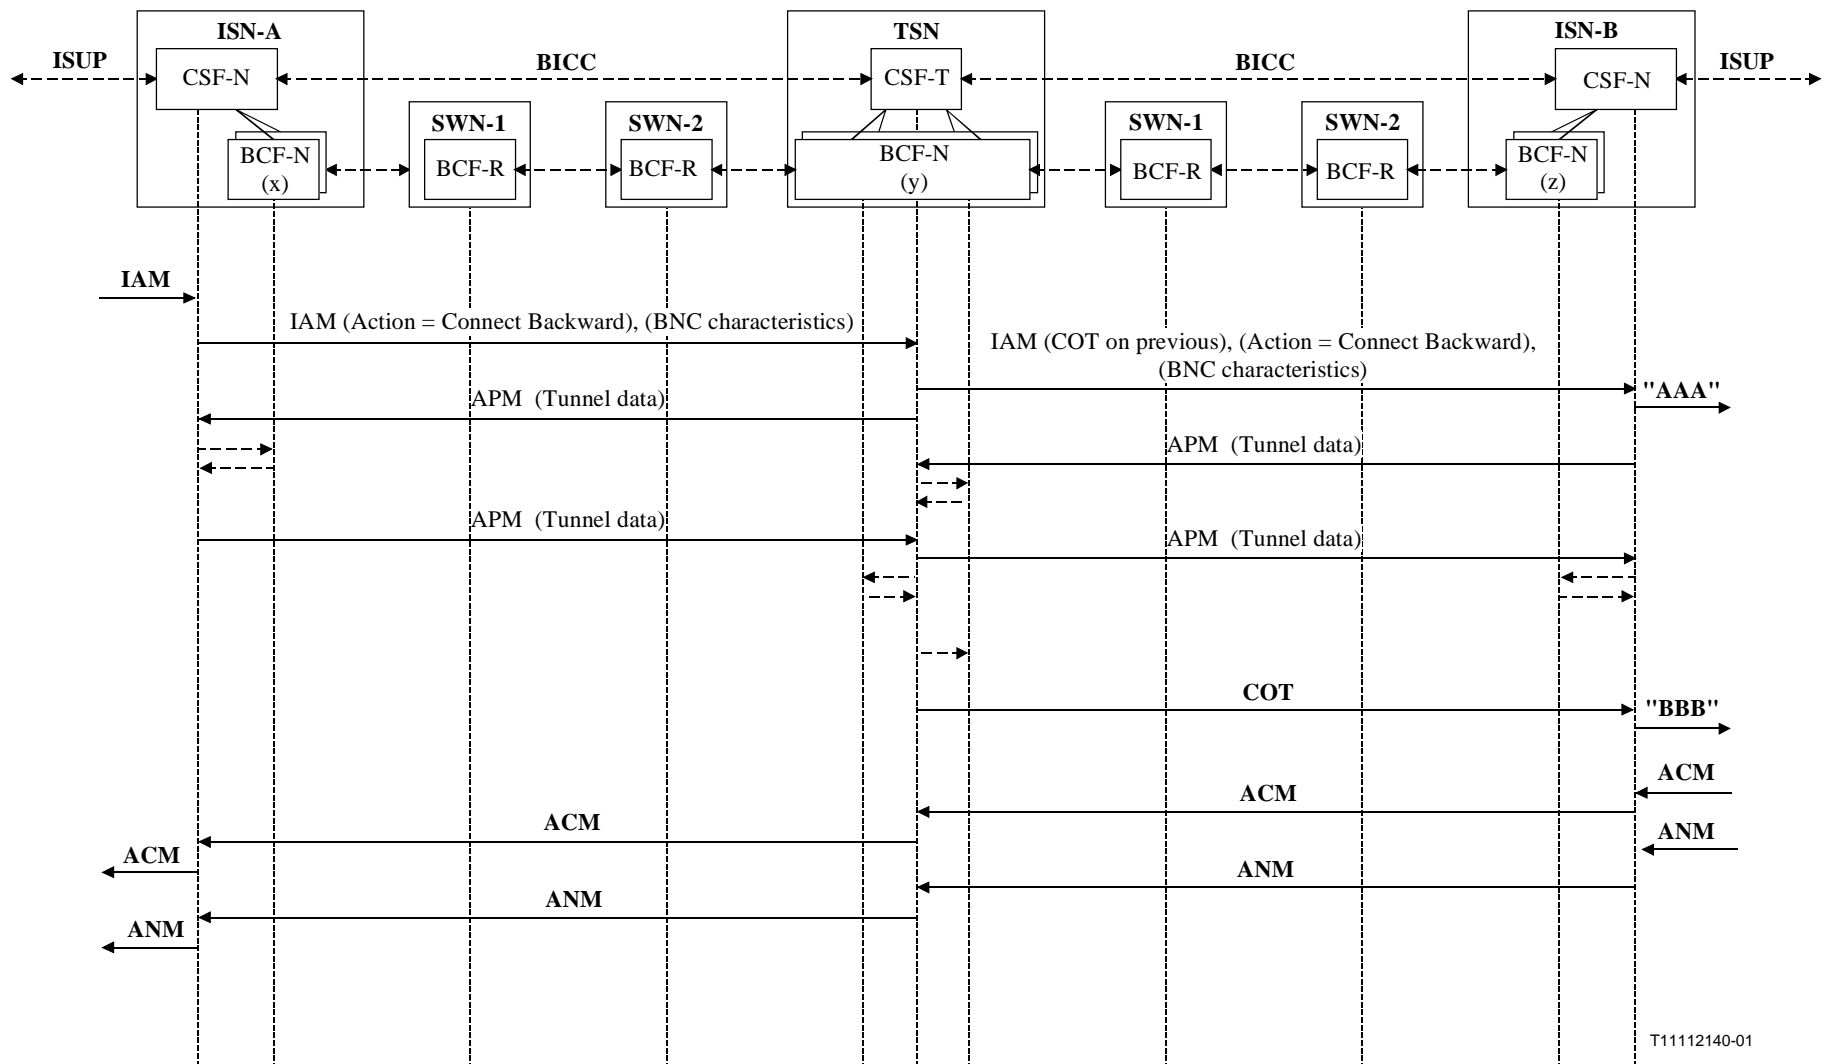 ISN-A
TSN
ISN-B
ISUP
CSF-N
BICC
CSF-T
BICC
CSF-N
ISUP
SWN-1
SWN-2
SWN-1
SWN-2
BCF-N
(x)
BCF-R
BCF-R
BCF-N
(y)
BCF-R
BCF-R
BCF-N
(z)
IAM
IAM (Action = Connect Backward), (BNC characteristics)
IAM (COT on previous), (Action = Connect Backward),
(BNC characteristics)
"AAA"
APM (Tunnel data)
APM (Tunnel data)
APM (Tunnel data)
APM (Tunnel data)
COT
"BBB"
ACM
ACM
ACM
ANM
ACM
ANM
ANM
ANM
T11112140-01